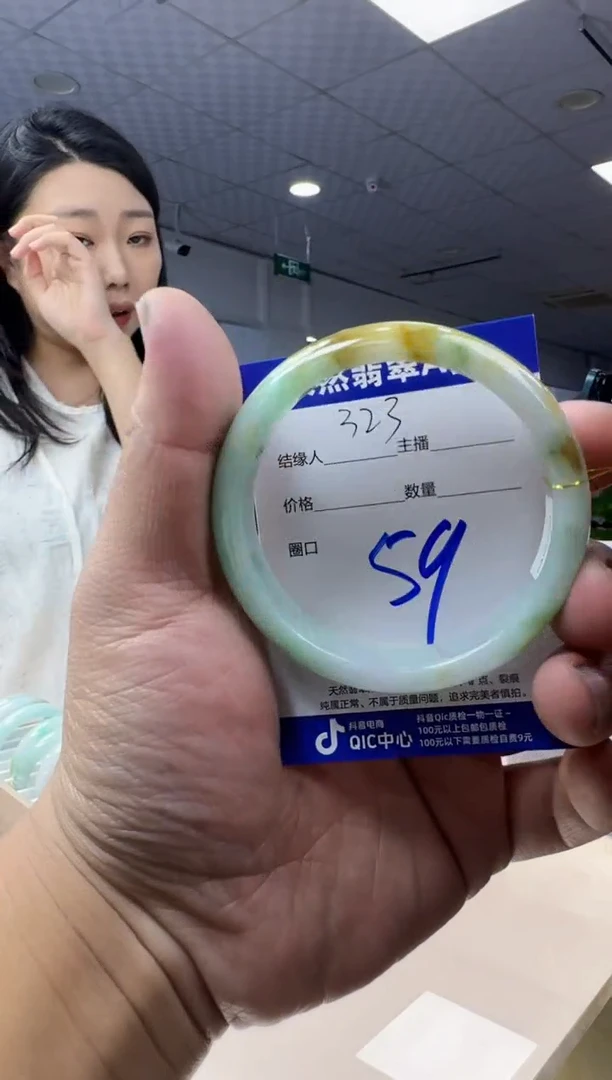 然翡翠A
323
结缘人 主播
价格 数量
圈口 59
点、裂痕
纯属正常、不属于质量问题，追求完美者慎拍。
抖音电商
QIC中心
抖音Qic质检一物一证
100元以上包邮包质检
100元以下需要质检自费9元